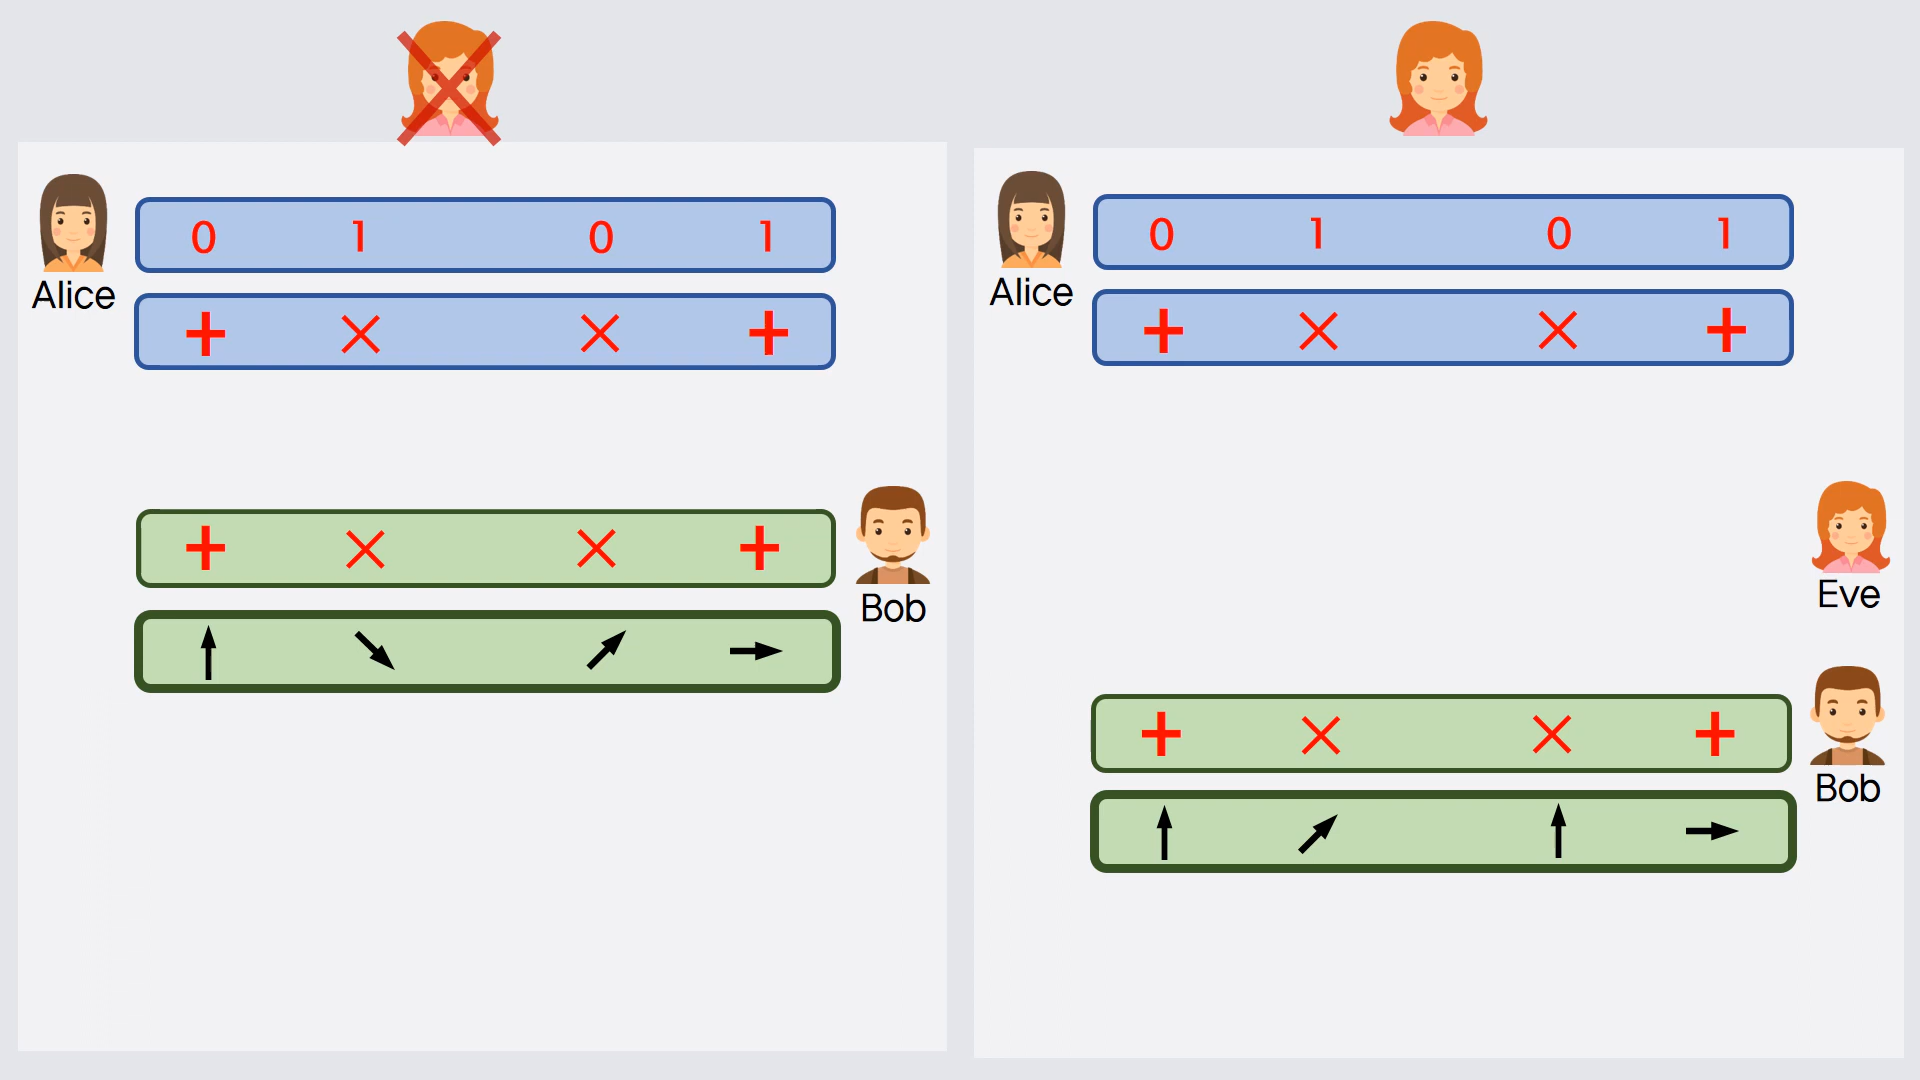 0 1 0 1
Alice
+ × × +
+ × × +
Bob
↑ ↘ ↗ →
0 1 0 1
Alice
+ × × +
Eve
+ × × +
Bob
↑ ↗ ↑ →